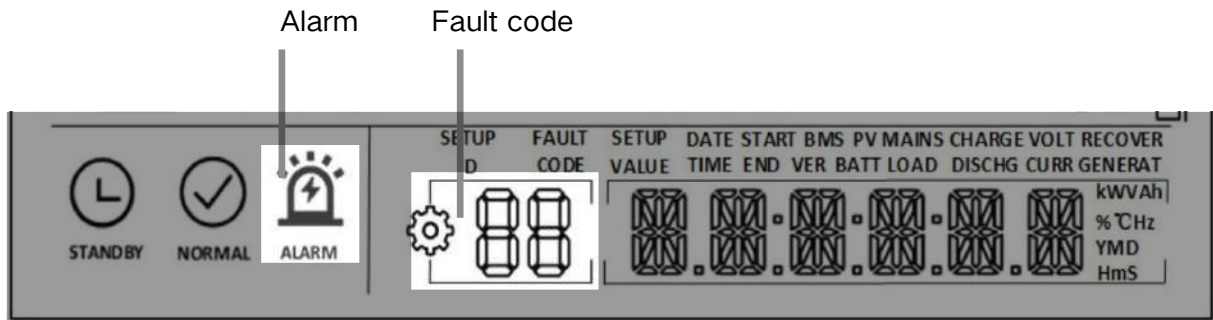 Alarm Fault code
SETUP FAULT SETUP DATE START BMS PV MAINS CHARGE VOLT RECOVER
D CODE VALUE TIME END VER BATT LOAD DISCHG CURR GENERAT
88
kWVAh
%℃Hz
YMD
HmS
STANDBY NORMAL ALARM